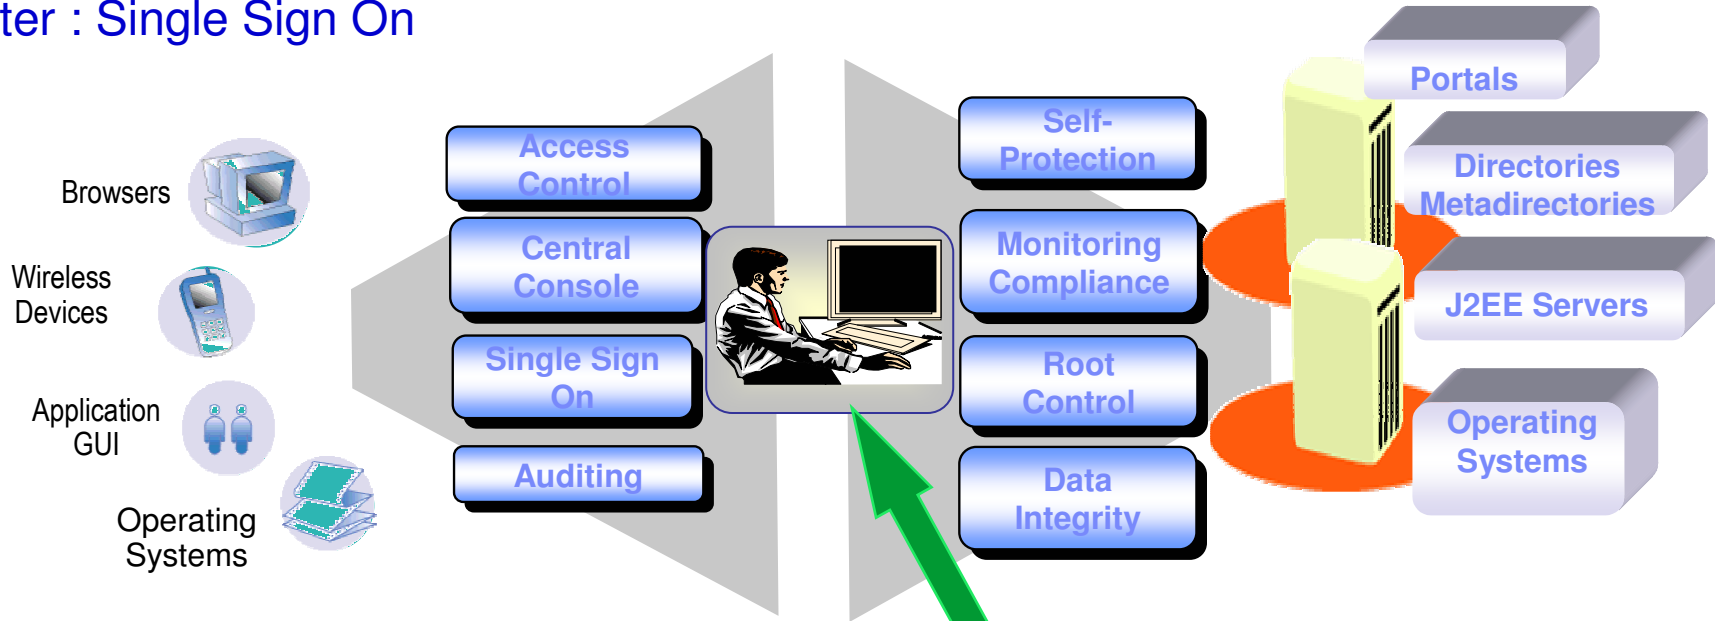 ter : Single Sign On
Browsers
Wireless
Devices
Application
GUI
Operating
Systems
Access
Control
Central
Console
Single Sign
On
Auditing
Self-
Protection
Monitoring
Compliance
Root
Control
Data
Integrity
Portals
Directories
Metadirectories
J2EE Servers
Operating
Systems